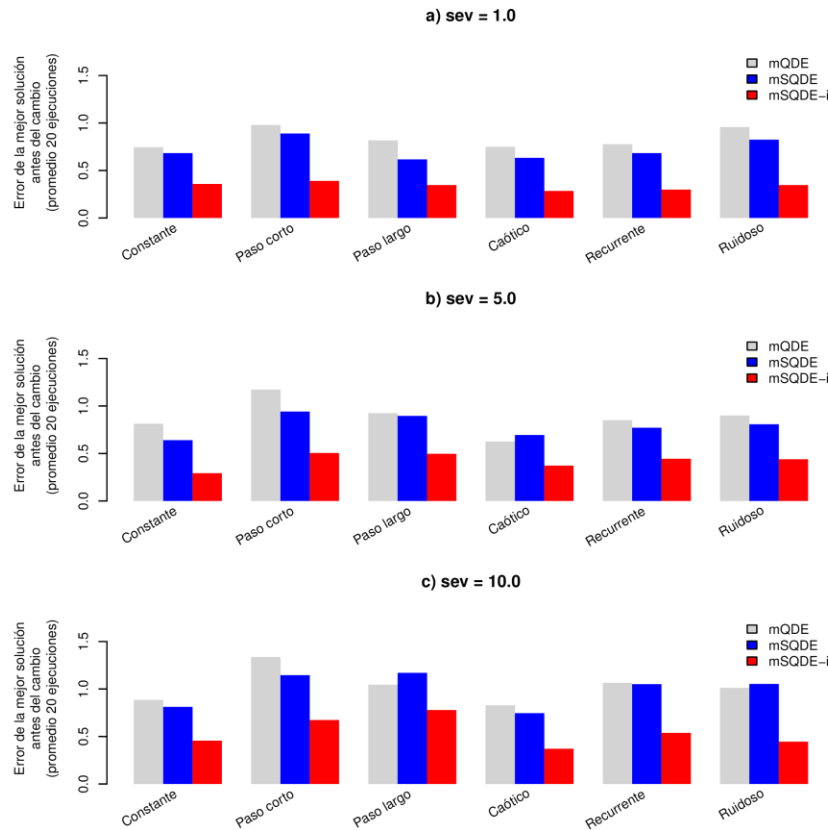 a) sev = 1.0
Error de la mejor solución
antes del cambio
(promedio 20 ejecuciones)
0.0 0.5 1.0 1.5
mQDE
mSQDE
mSQDE-i
Constante Paso corto Paso largo Caótico Recurrente Ruidoso
b) sev = 5.0
Error de la mejor solución
antes del cambio
(promedio 20 ejecuciones)
0.0 0.5 1.0 1.5
mQDE
mSQDE
mSQDE-i
Constante Paso corto Paso largo Caótico Recurrente Ruidoso
c) sev = 10.0
Error de la mejor solución
antes del cambio
(promedio 20 ejecuciones)
0.0 0.5 1.0 1.5
mQDE
mSQDE
mSQDE-i
Constante Paso corto Paso largo Caótico Recurrente Ruidoso